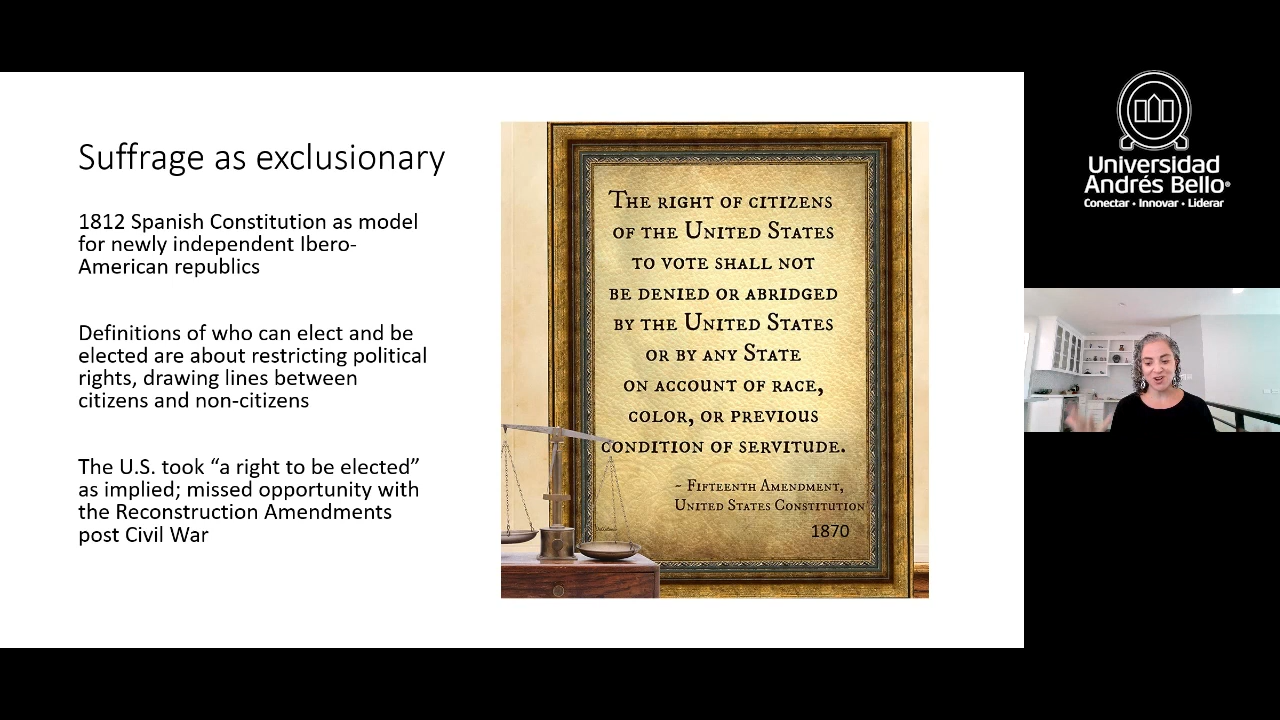 Suffrage as exclusionary
1812 Spanish Constitution as model
for newly independent Ibero-
American republics
Definitions of who can elect and be
elected are about restricting political
rights, drawing lines between
citizens and non-citizens
The U.S. took “a right to be elected”
as implied; missed opportunity with
the Reconstruction Amendments
post Civil War
The right of citizens
of the United States
to vote shall not
be denied or abridged
by the United States
or by any State
on account of race,
color, or previous
condition of servitude.
~ Fifteenth Amendment,
United States Constitution
1870
Universidad
Andrés Bello®
Conectar • Innovar • Liderar